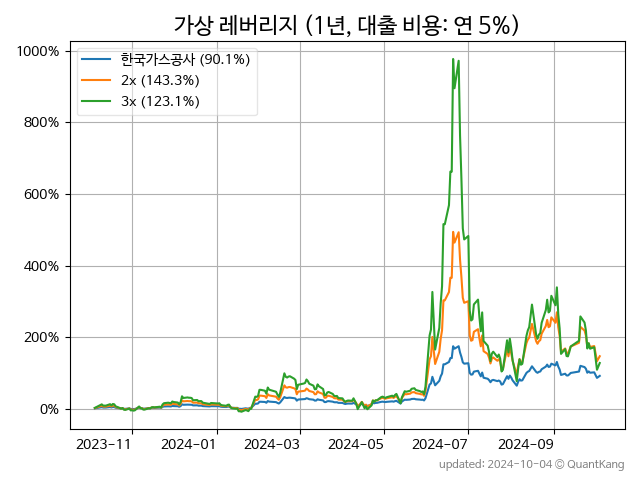 가상 레버리지 (1년, 대출 비용: 연 5%)
1000%
800%
600%
400%
200%
0%
한국가스공사 (90.1%)
2x (143.3%)
3x (123.1%)
2023-11 2024-01 2024-03 2024-05 2024-07 2024-09
updated: 2024-10-04 © QuantKang